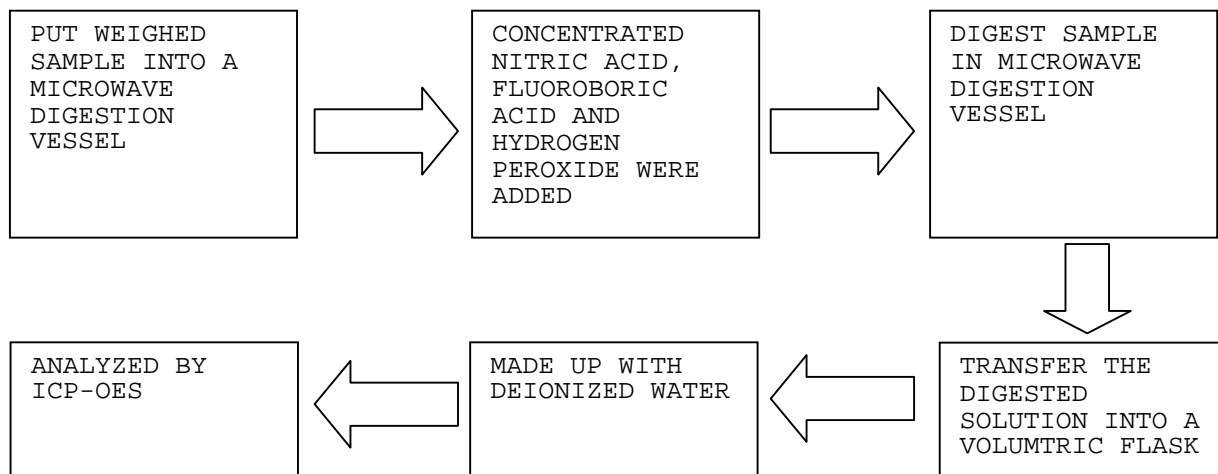 PUT WEIGHED
SAMPLE INTO A
MICROWAVE
DIGESTION
VESSEL
CONCENTRATED
NITRIC ACID,
FLUOROBORIC
ACID AND
HYDROGEN
PEROXIDE WERE
ADDED
DIGEST SAMPLE
IN MICROWAVE
DIGESTION
VESSEL
TRANSFER THE
DIGESTED
SOLUTION INTO A
VOLUMTRIC FLASK
MADE UP WITH
DEIONIZED WATER
ANALYZED BY
ICP-OES